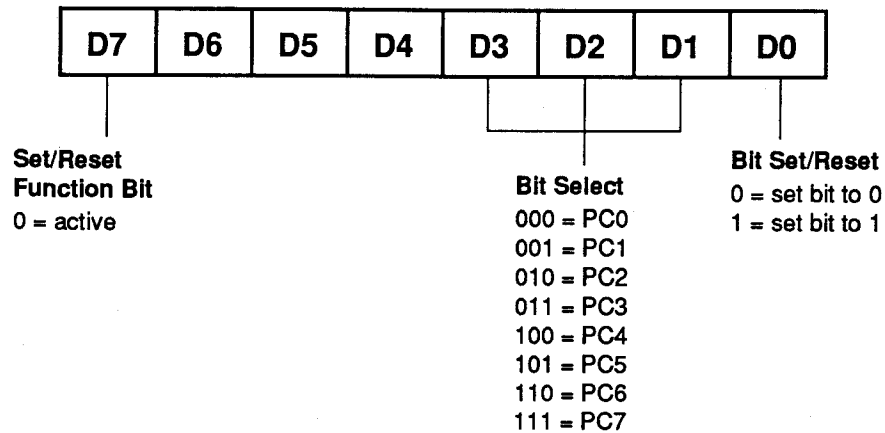 D7 D6 D5 D4 D3 D2 D1 D0
Set/Reset
Function Bit
0 = active
Bit Select
000 = PC0
001 = PC1
010 = PC2
011 = PC3
100 = PC4
101 = PC5
110 = PC6
111 = PC7
Bit Set/Reset
0 = set bit to 0
1 = set bit to 1